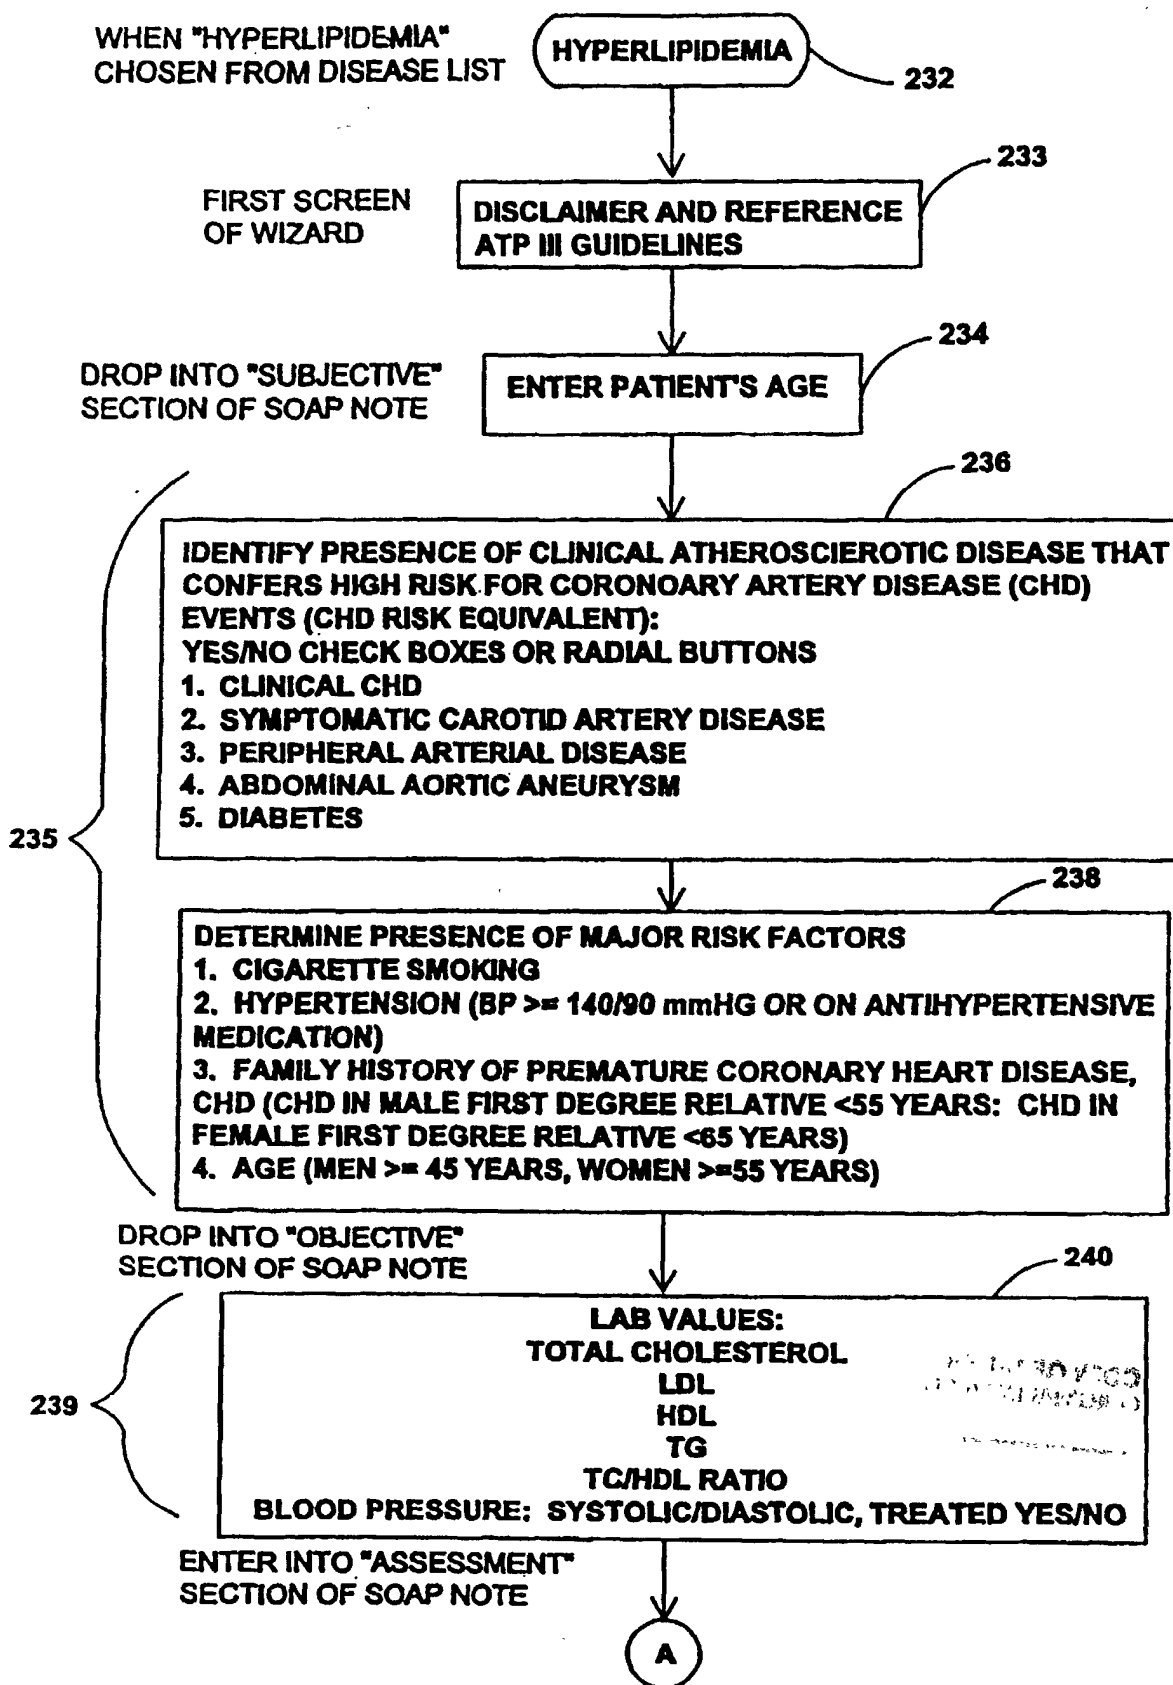 WHEN "HYPERLIPIDEMIA"
CHOSEN FROM DISEASE LIST
HYPERLIPIDEMIA
232
233
FIRST SCREEN
OF WIZARD
DISCLAIMER AND REFERENCE
ATP III GUIDELINES
234
DROP INTO "SUBJECTIVE"
SECTION OF SOAP NOTE
ENTER PATIENT'S AGE
236
IDENTIFY PRESENCE OF CLINICAL ATHEROSCIEROTIC DISEASE THAT
CONFERS HIGH RISK FOR CORONOARY ARTERY DISEASE (CHD)
EVENTS (CHD RISK EQUIVALENT):
YES/NO CHECK BOXES OR RADIAL BUTTONS
1. CLINICAL CHD
2. SYMPTOMATIC CAROTID ARTERY DISEASE
3. PERIPHERAL ARTERIAL DISEASE
4. ABDOMINAL AORTIC ANEURYSM
5. DIABETES
235
238
DETERMINE PRESENCE OF MAJOR RISK FACTORS
1. CIGARETTE SMOKING
2. HYPERTENSION (BP >= 140/90 mmHG OR ON ANTIHYPERTENSIVE
MEDICATION)
3. FAMILY HISTORY OF PREMATURE CORONARY HEART DISEASE,
CHD (CHD IN MALE FIRST DEGREE RELATIVE <55 YEARS: CHD IN
FEMALE FIRST DEGREE RELATIVE <65 YEARS)
4. AGE (MEN >= 45 YEARS, WOMEN >=55 YEARS)
DROP INTO "OBJECTIVE"
SECTION OF SOAP NOTE
240
239
LAB VALUES:
TOTAL CHOLESTEROL
LDL
HDL
TG
TC/HDL RATIO
BLOOD PRESSURE: SYSTOLIC/DIASTOLIC, TREATED YES/NO
ENTER INTO "ASSESSMENT"
SECTION OF SOAP NOTE
A